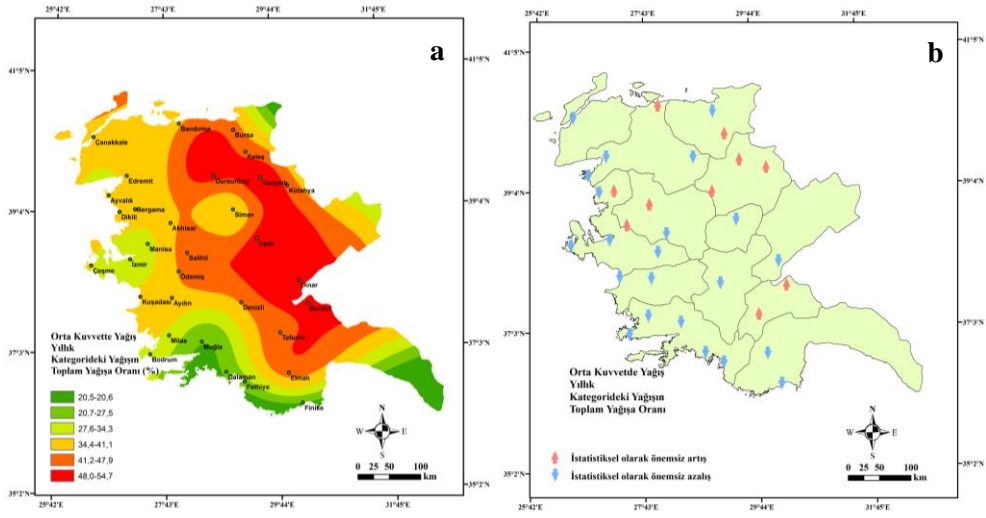 25°42'E 27°43'E 29°44'E 31°45'E
a
41°5'N
41°5'N
39°4'N
39°4'N
37°3'N
37°3'N
35°2'N
35°2'N
Çanakkale
Bandırma
Bursa
Keles
Edremit
Dursunbey
Tavşanlı
Kütahya
Ayvalık
Bergama
Dikili
Simav
Akhisar
Manisa
Uşak
Salihli
İzmir
Çeşme
Ödemiş
Dinar
Kuşadası
Aydın
Denizli
Burdur
Milas
Muğla
Tefenni
Bodrum
Dalaman
Fethiye
Elmalı
Finike
Orta Kuvvette Yağış
Yıllık
Kategorideki Yağışın
Toplam Yağışa Oranı (%)
20,5-20,6
20,7-27,5
27,6-34,3
34,4-41,1
41,2-47,9
48,0-54,7
N
W E
S
0 25 50 100
km
25°42'E 27°43'E 29°44'E 31°45'E
25°42'E 27°43'E 29°44'E 31°45'E
b
41°5'N
41°5'N
39°4'N
39°4'N
37°3'N
37°3'N
35°2'N
35°2'N
Orta Kuvvetde Yağış
Yıllık
Kategorideki Yağışın
Toplam Yağışa Oranı
İstatistiksel olarak önemsiz artış
İstatistiksel olarak önemsiz azalış
N
W E
S
0 25 50 100
km
25°42'E 27°43'E 29°44'E 31°45'E